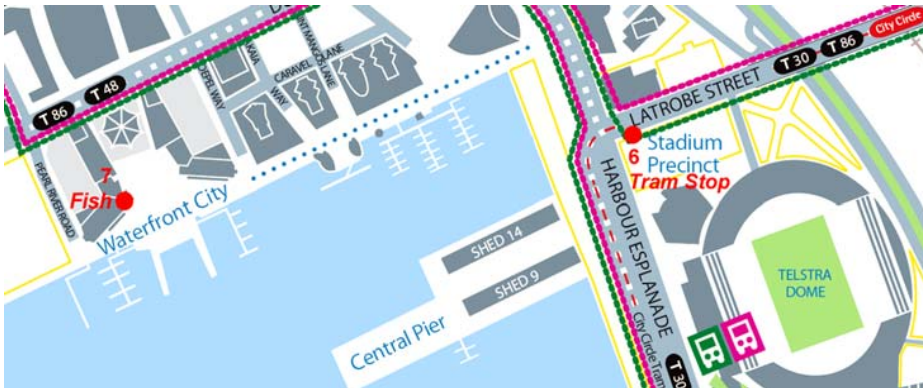 City Circle
T 86
T 30
LATROBE STREET
CARAVEL LANE
WAY
T 48
T 86
6
Stadium
Precinct
Tram Stop
7
Fish
PEARL RIVER ROAD
Waterfront City
HARBOUR ESPLANADE
SHED 14
SHED 9
TELSTRA
DOME
Central Pier
City Circle Tram
T 30